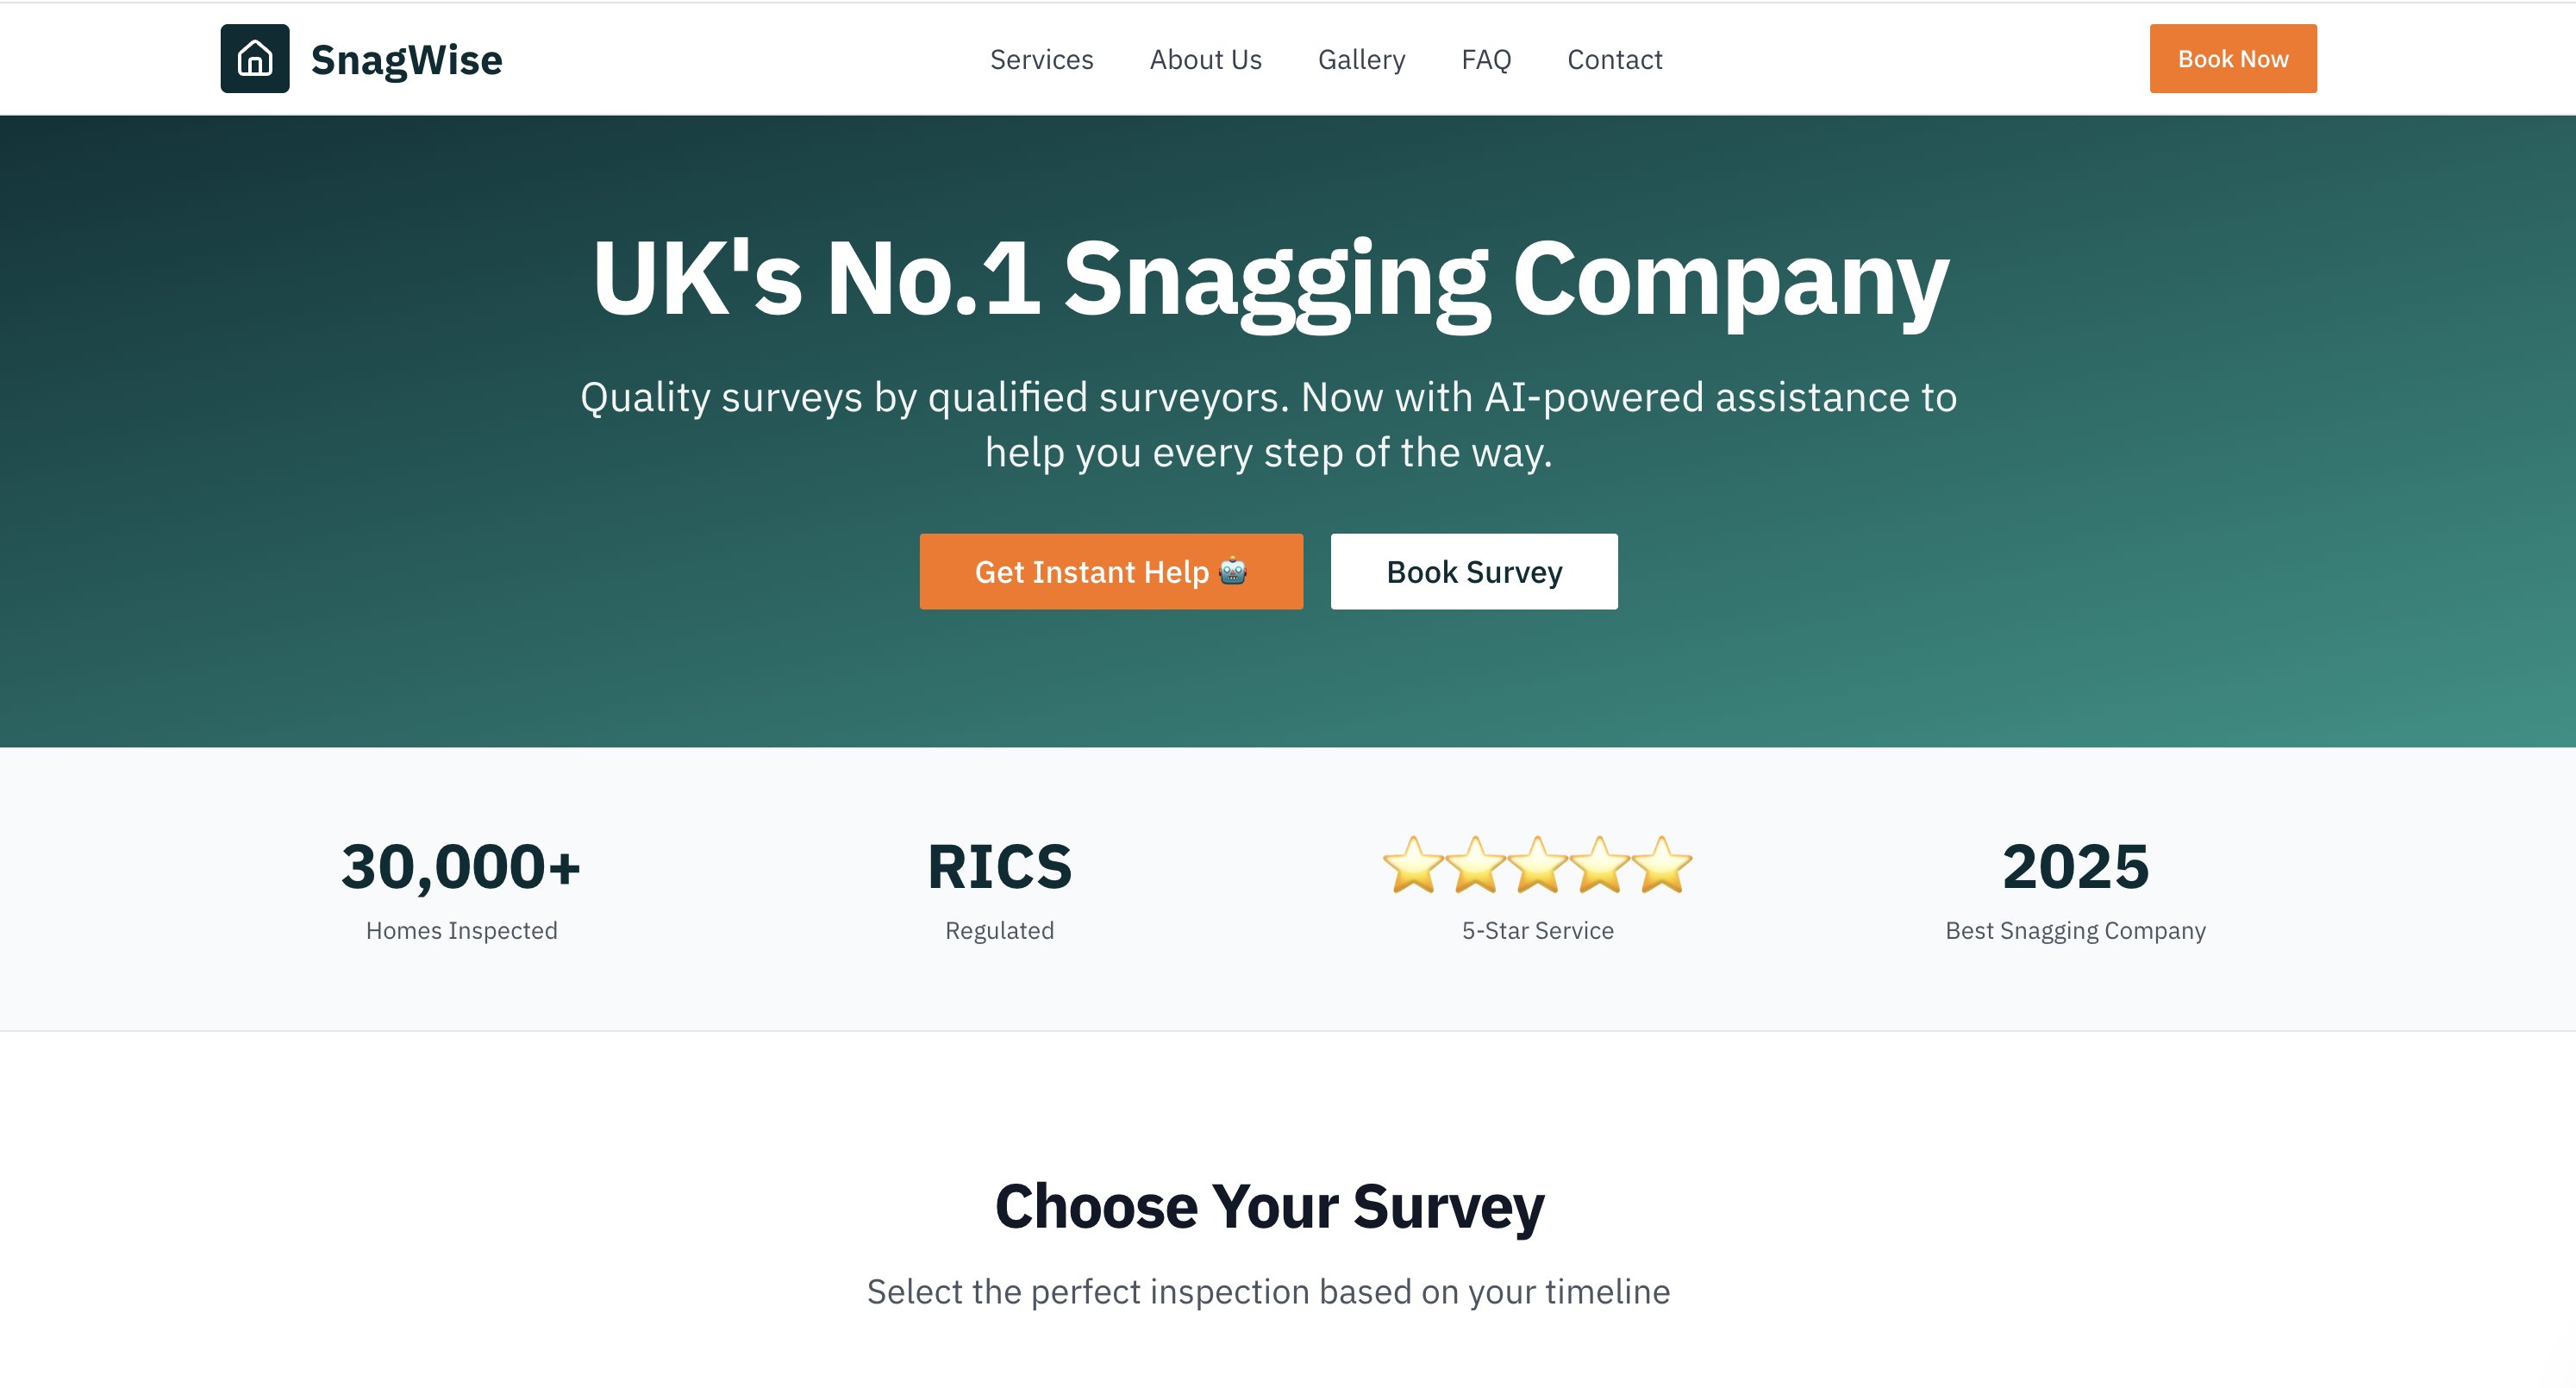 SnagWise
Services
About Us
Gallery
FAQ
Contact
Book Now
UK's No.1 Snagging Company
Quality surveys by qualified surveyors. Now with AI-powered assistance to
help you every step of the way.
Get Instant Help 🤖
Book Survey
30,000+
Homes Inspected
RICS
Regulated
⭐⭐⭐⭐⭐
5-Star Service
2025
Best Snagging Company
Choose Your Survey
Select the perfect inspection based on your timeline